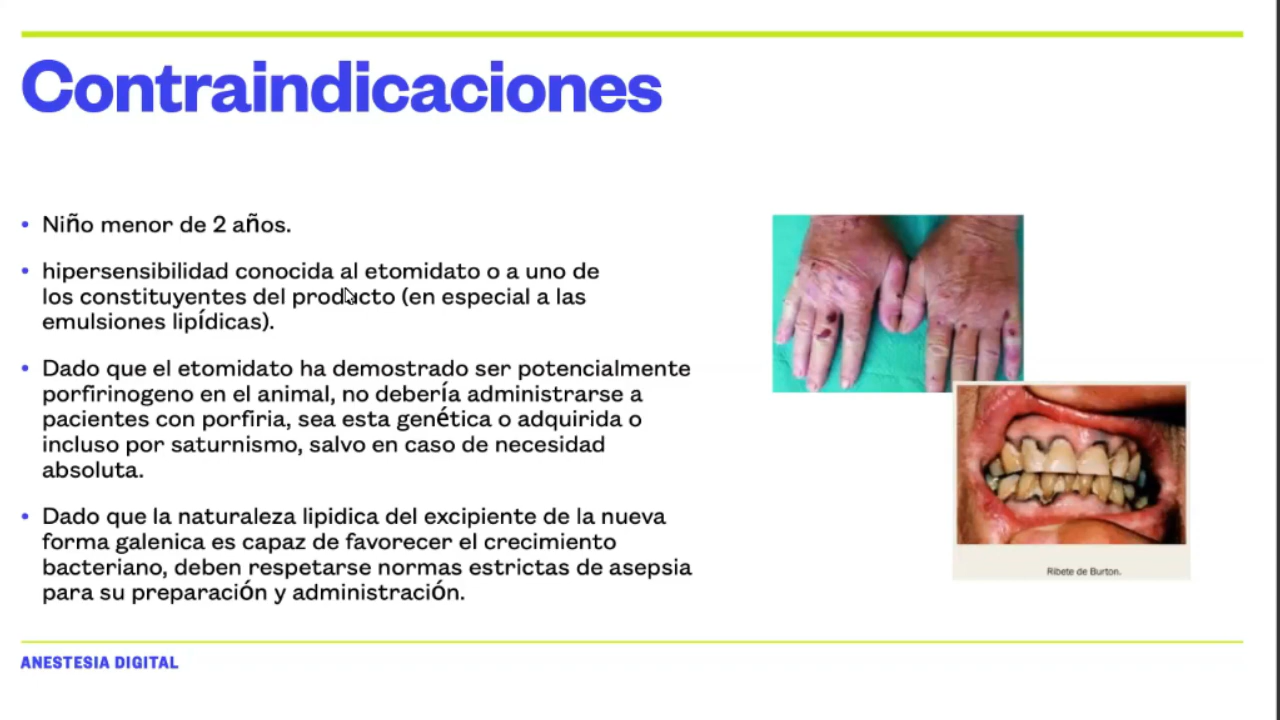 Contraindicaciones
• Niño menor de 2 años.
• hipersensibilidad conocida al etomidato o a uno de
los constituyentes del producto (en especial a las
emulsiones lipídicas).
• Dado que el etomidato ha demostrado ser potencialmente
porfirinogeno en el animal, no debería administrarse a
pacientes con porfiria, sea esta genética o adquirida o
incluso por saturnismo, salvo en caso de necesidad
absoluta.
• Dado que la naturaleza lipidica del excipiente de la nueva
forma galenica es capaz de favorecer el crecimiento
bacteriano, deben respetarse normas estrictas de asepsia
para su preparación y administración.
Ribete de Burton.
ANESTESIA DIGITAL